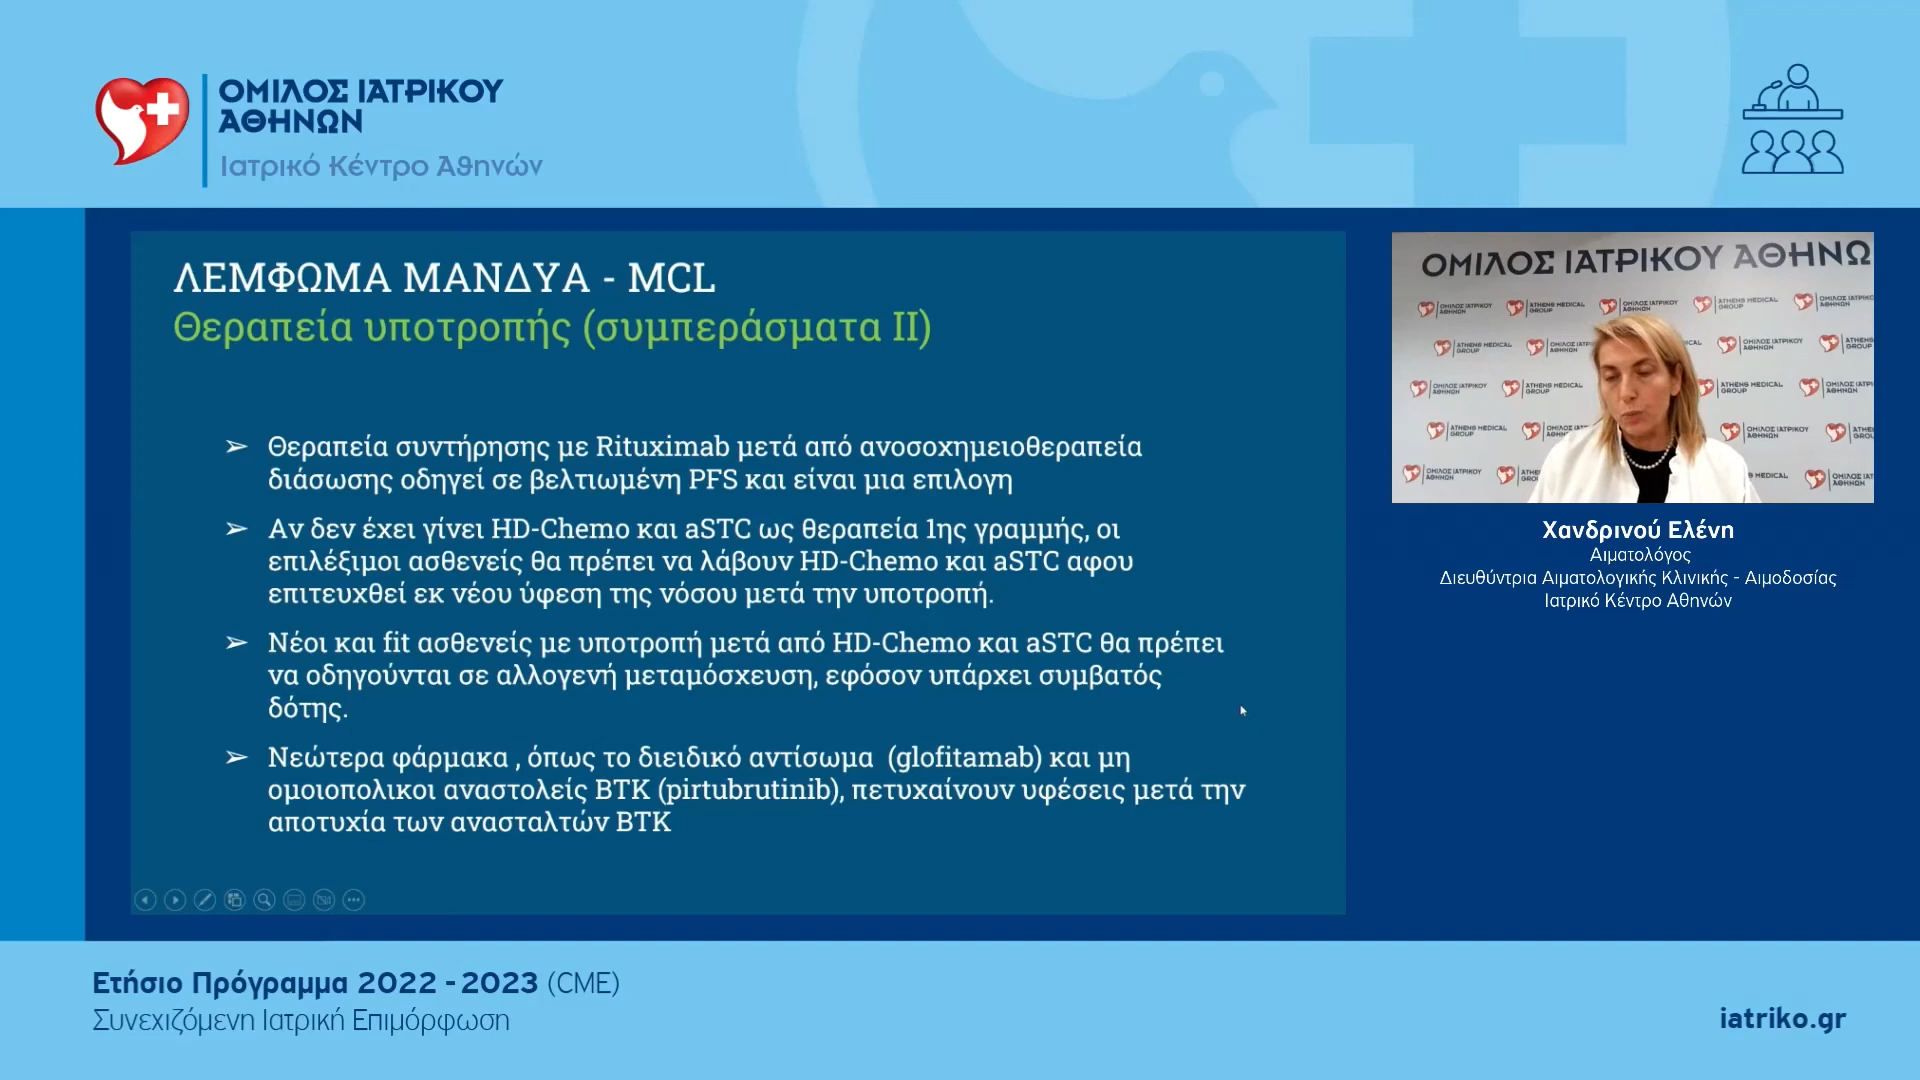 ΟΜΙΛΟΣ ΙΑΤΡΙΚΟΥ
ΑΘΗΝΩΝ
Ιατρικό Κέντρο Αθηνών
ΛΕΜΦΩΜΑ ΜΑΝΔΥΑ - MCL
Θεραπεία υποτροπής (συμπεράσματα II)
➢ Θεραπεία συντήρησης με Rituximab μετά από ανοσοχημειοθεραπεία
διάσωσης οδηγεί σε βελτιωμένη PFS και είναι μια επιλογη
➢ Αν δεν έχει γίνει HD-Chemo και aSTC ως θεραπεία 1ης γραμμής, οι
επιλέξιμοι ασθενείς θα πρέπει να λάβουν HD-Chemo και aSTC αφου
επιτευχθεί εκ νέου ύφεση της νόσου μετά την υποτροπή.
➢ Νέοι και fit ασθενείς με υποτροπή μετά από HD-Chemo και aSTC θα πρέπει
να οδηγούνται σε αλλογενή μεταμόσχευση, εφόσον υπάρχει συμβατός
δότης.
➢ Νεώτερα φάρμακα , όπως το διειδικό αντίσωμα (glofitamab) και μη
ομοιοπολικοι αναστολείς BTK (pirtubrutinib), πετυχαίνουν υφέσεις μετά την
αποτυχία των ανασταλτών BTK
ΟΜΙΛΟΣ ΙΑΤΡΙΚΟΥ ΑΘΗΝΩ
Χανδρινού Ελένη
Αιματολόγος
Διευθύντρια Αιματολογικής Κλινικής - Αιμοδοσίας
Ιατρικό Κέντρο Αθηνών
Ετήσιο Πρόγραμμα 2022 - 2023 (CME)
Συνεχιζόμενη Ιατρική Επιμόρφωση
iatriko.gr